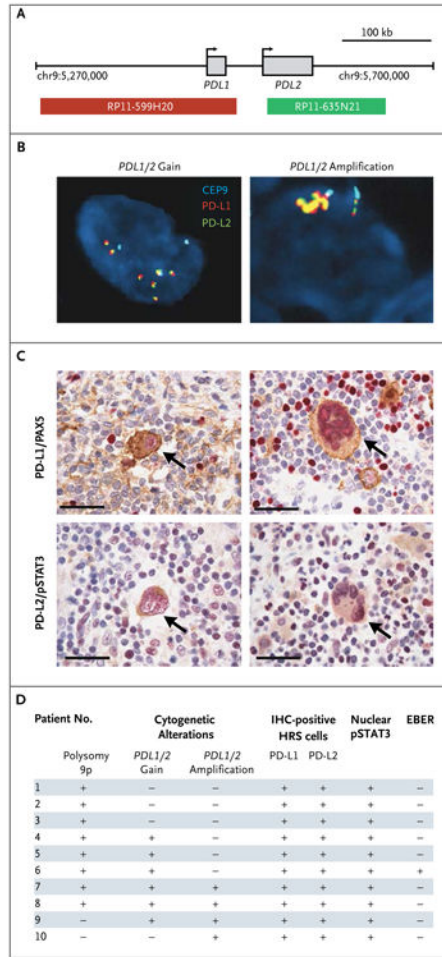 A
100 kb
chr9:5,270,000
PDL1
PDL2
chr9:5,700,000
RP11-599H20
RP11-635N21
B
PDL1/2 Gain
PDL1/2 Amplification
CEP9
PD-L1
PD-L2
C
PD-L1/PAX5
PD-L2/pSTAT3
D
Patient No. Cytogenetic Alterations IHC-positive HRS cells Nuclear pSTAT3 EBER
Polysomy 9p PDL1/2 Gain PDL1/2 Amplification PD-L1 PD-L2
1 + – – + + + –
2 + – – + + + –
3 + – – + + + –
4 + + – + + + –
5 + + – + + + –
6 + + – + + + +
7 + + + + + + –
8 + + + + + + –
9 – + + + + + –
10 – – + + + + –